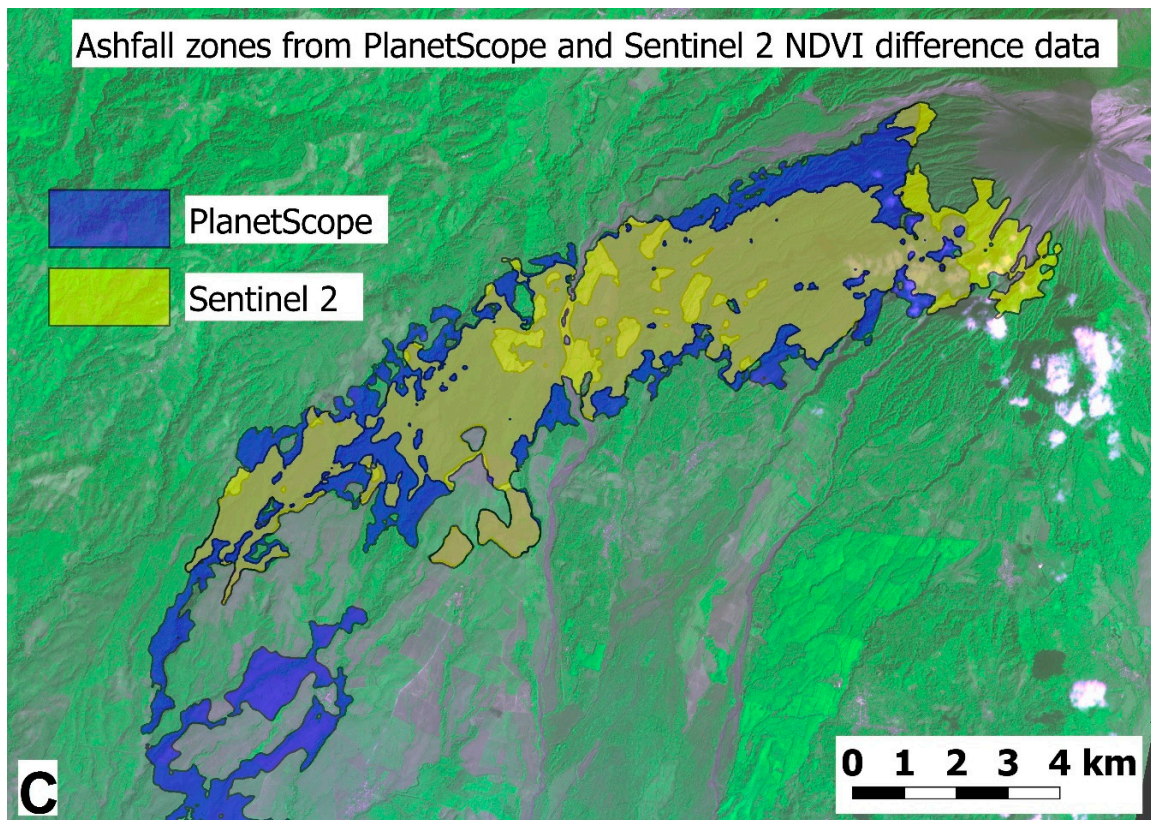 Ashfall zones from PlanetScope and Sentinel 2 NDVI difference data
PlanetScope
Sentinel 2
0 1 2 3 4 km
C